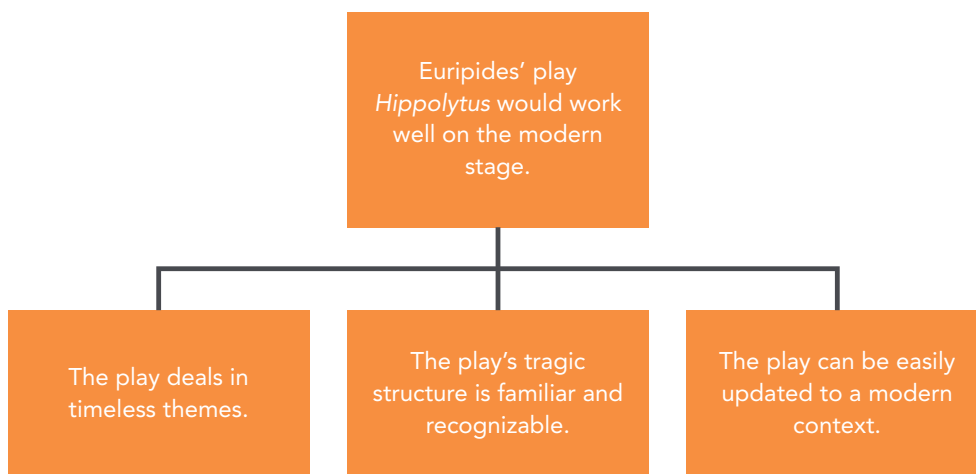 Euripides’ play
Hippolytus would work
well on the modern
stage.
The play deals in
timeless themes.
The play’s tragic
structure is familiar and
recognizable.
The play can be easily
updated to a modern
context.